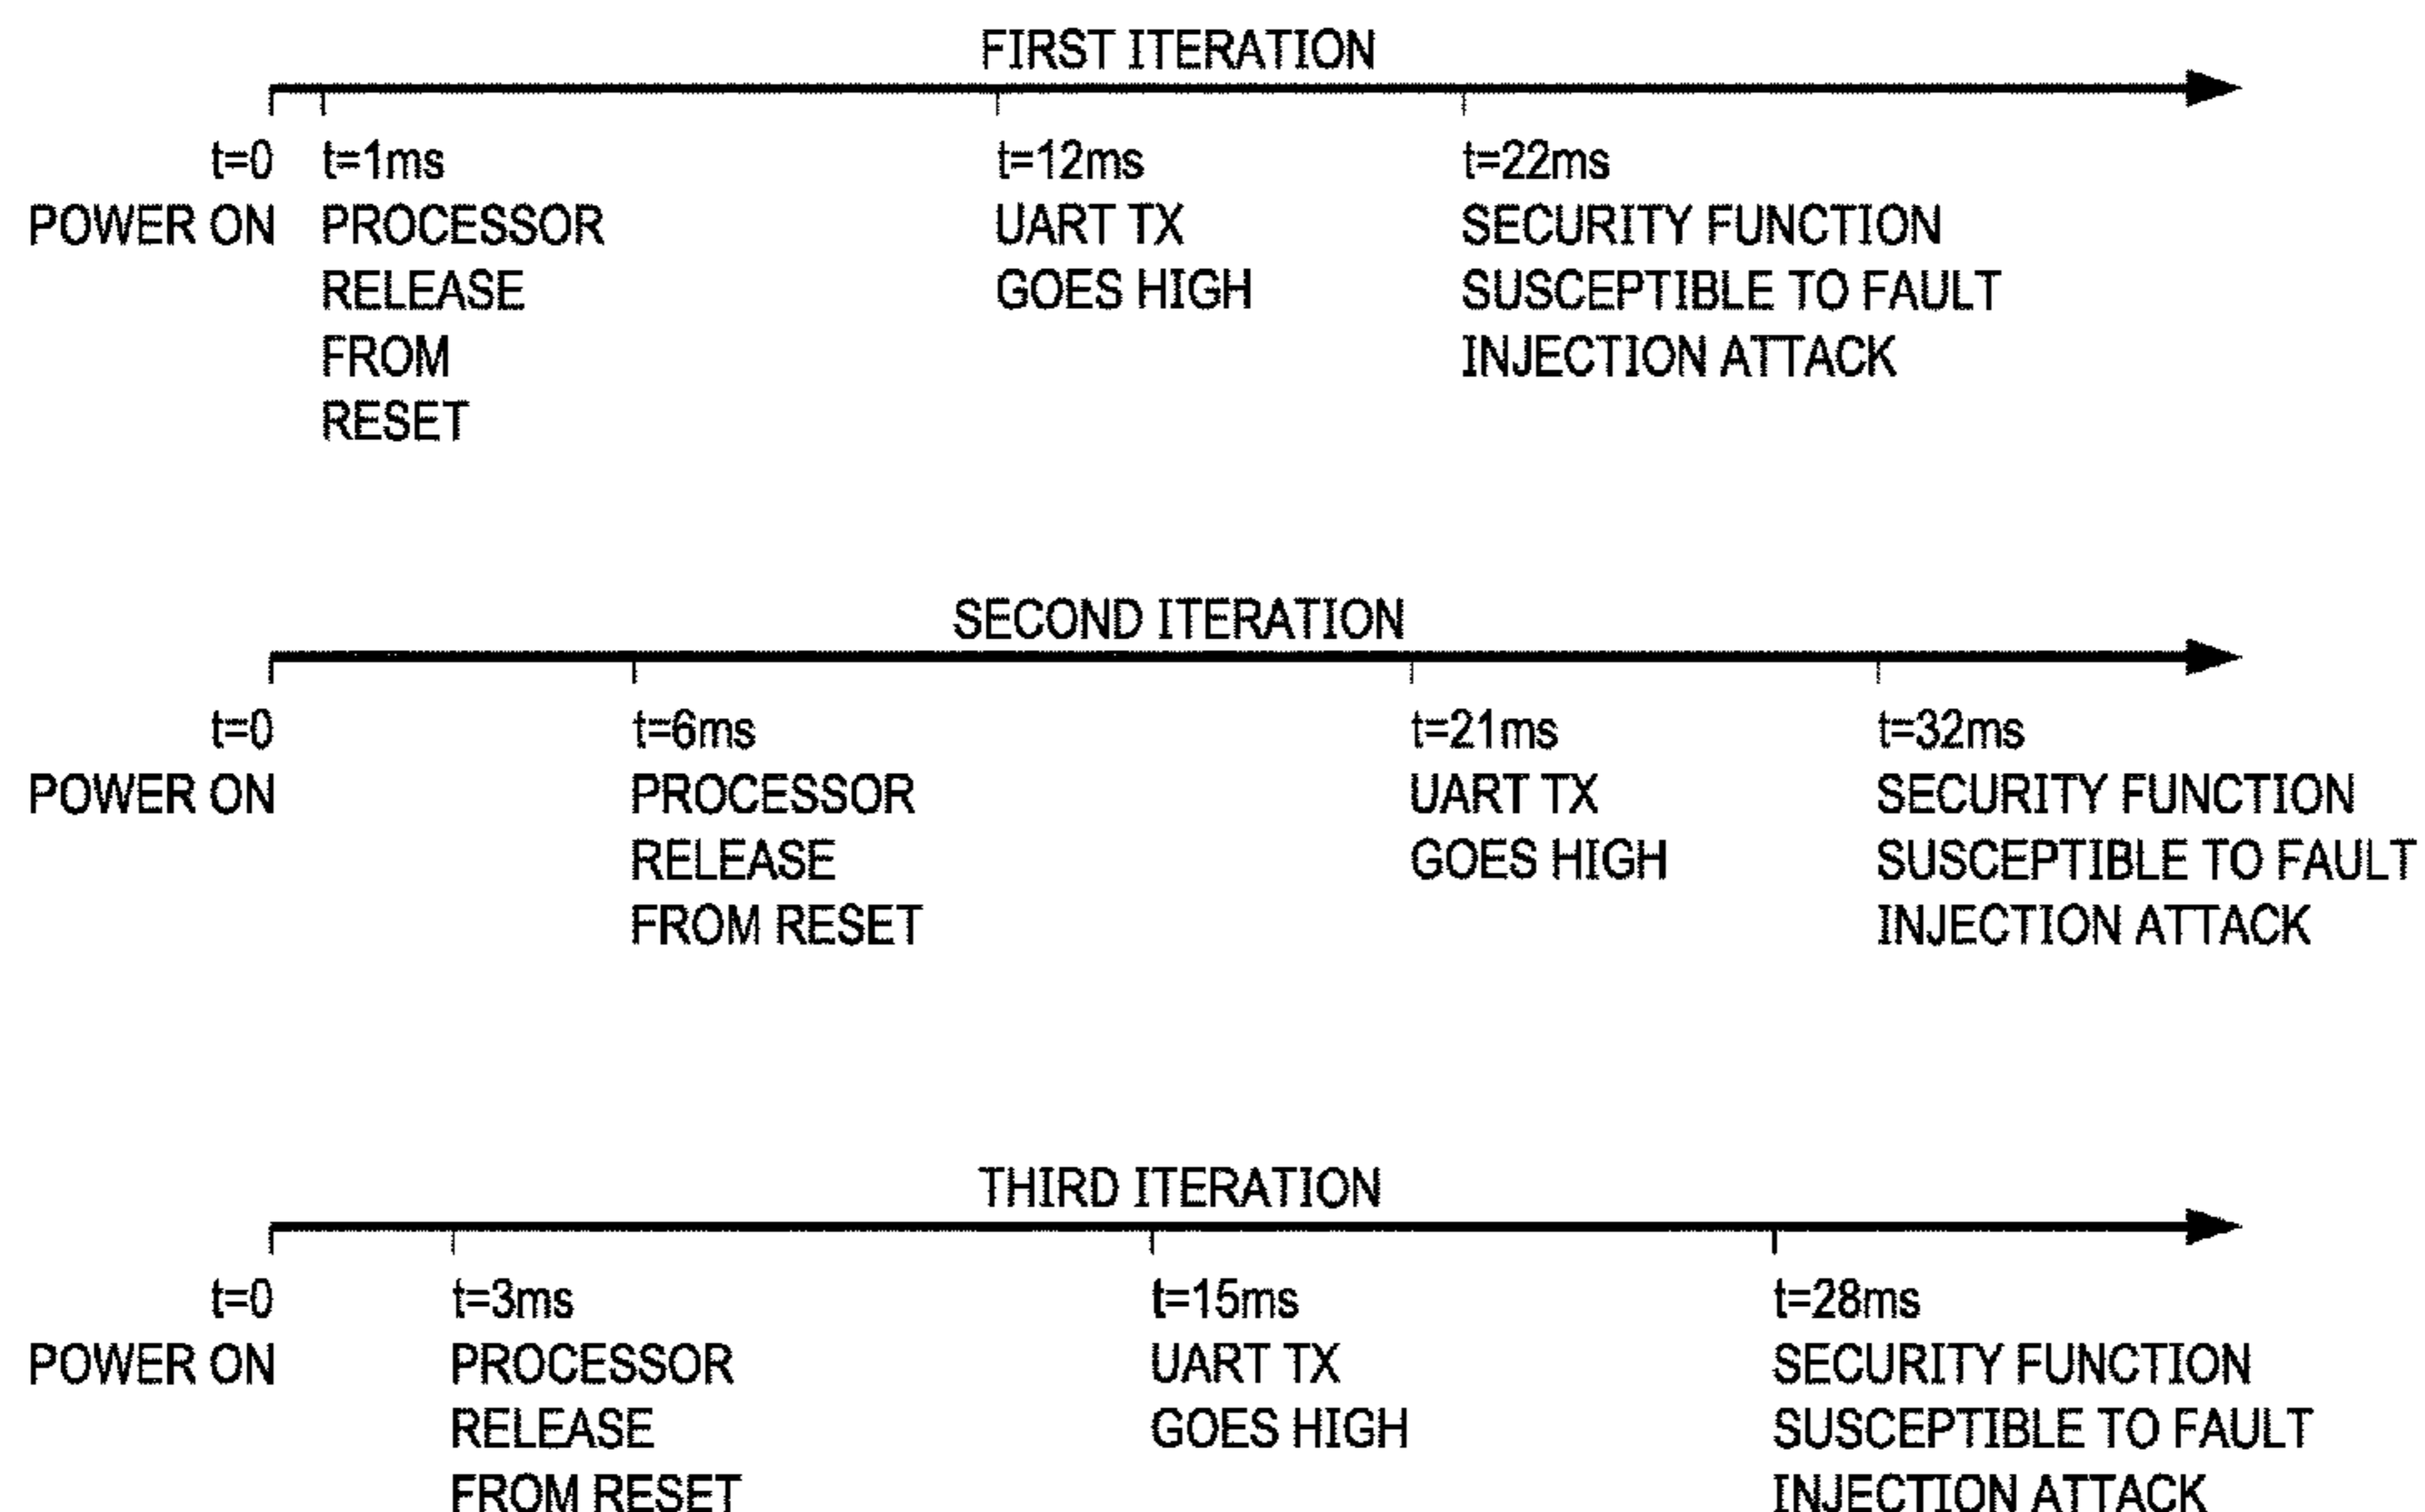 FIRST ITERATION
t=0
POWER ON
t=1ms
PROCESSOR
RELEASE
FROM
RESET
t=12ms
UART TX
GOES HIGH
t=22ms
SECURITY FUNCTION
SUSCEPTIBLE TO FAULT
INJECTION ATTACK
SECOND ITERATION
t=0
POWER ON
t=6ms
PROCESSOR
RELEASE
FROM RESET
t=21ms
UART TX
GOES HIGH
t=32ms
SECURITY FUNCTION
SUSCEPTIBLE TO FAULT
INJECTION ATTACK
THIRD ITERATION
t=0
POWER ON
t=3ms
PROCESSOR
RELEASE
FROM RESET
t=15ms
UART TX
GOES HIGH
t=28ms
SECURITY FUNCTION
SUSCEPTIBLE TO FAULT
INJECTION ATTACK